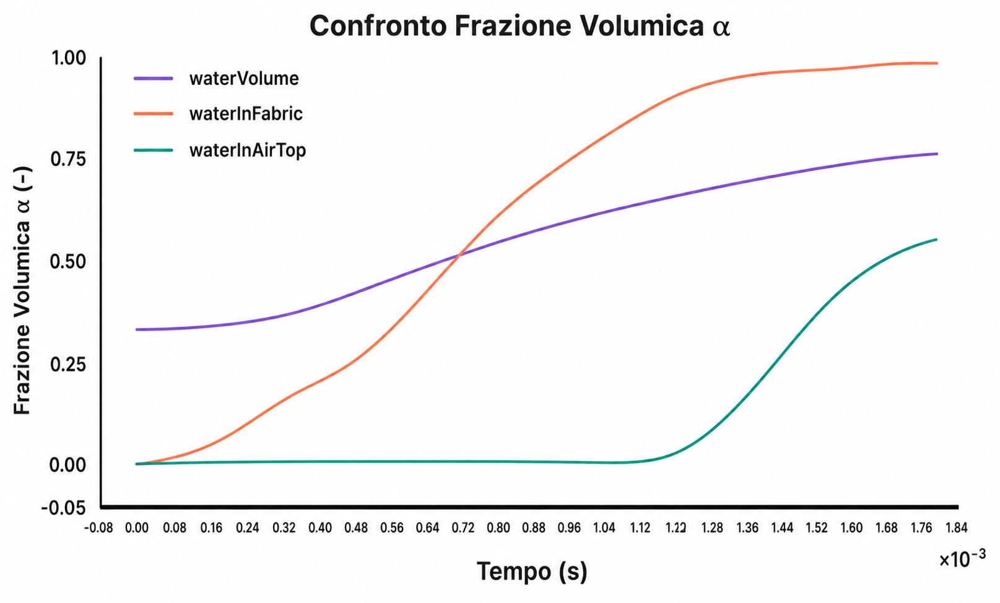 Confronto Frazione Volumica α
1.00
0.75
0.50
0.25
0.00
-0.05
Frazione Volumica α (–)
waterVolume
waterInFabric
waterInAirTop
-0.08 0.00 0.08 0.16 0.24 0.32 0.40 0.48 0.56 0.64 0.72 0.80 0.88 0.96 1.04 1.12 1.22 1.28 1.36 1.44 1.52 1.60 1.68 1.76 1.84
×10⁻³
Tempo (s)